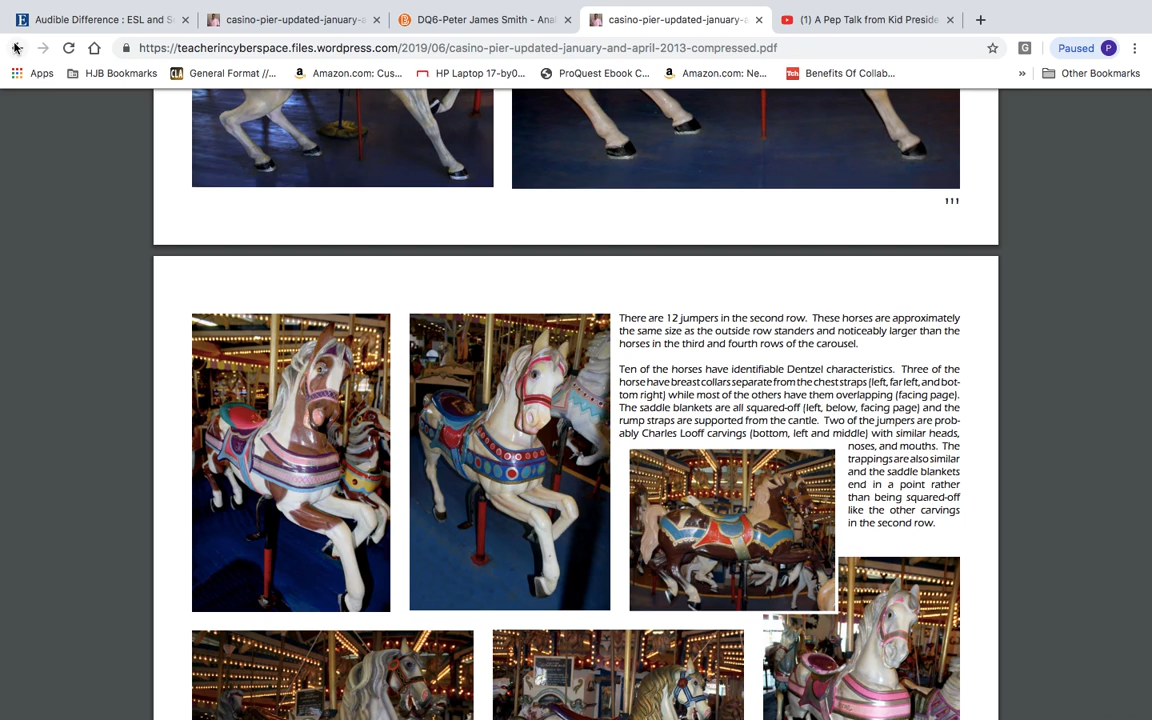 Audible Difference : ESL and S
casino-pier-updated-january-a
DQ6-Peter James Smith - Anal
casino-pier-updated-january-a
(1) A Pep Talk from Kid Preside
https://teacherincyberspace.files.wordpress.com/2019/06/casino-pier-updated-january-and-april-2013-compressed.pdf
Paused P
Apps
HJB Bookmarks
General Format //...
Amazon.com: Cus...
HP Laptop 17-by0...
ProQuest Ebook C...
Amazon.com: Ne...
Benefits Of Collab...
»
Other Bookmarks
111
There are 12 jumpers in the second row. These horses are approximately
the same size as the outside row standers and noticeably larger than the
horses in the third and fourth rows of the carousel.
Ten of the horses have identifiable Dentzel characteristics. Three of the
horse have breast collars separate from the chest straps (left, far left, and bot-
tom right) while most of the others have them overlapping (facing page).
The saddle blankets are all squared-off (left, below, facing page) and the
rump straps are supported from the cantle. Two of the jumpers are prob-
ably Charles Looff carvings (bottom, left and middle) with similar heads,
noses, and mouths. The
trappings are also similar
and the saddle blankets
end in a point rather
than being squared-off
like the other carvings
in the second row.